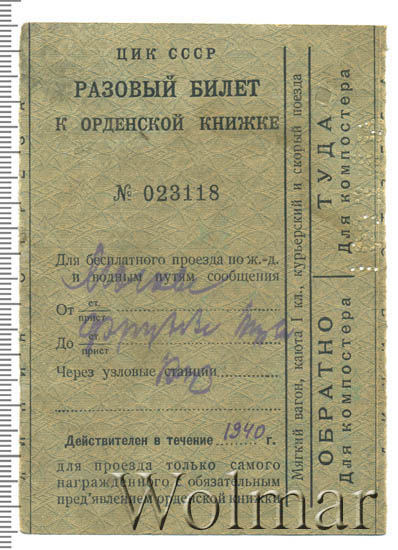 ЦИК СССР
РАЗОВЫЙ БИЛЕТ
К ОРДЕНСКОЙ КНИЖКЕ
№ 023118
Для бесплатного проезда по ж.-д.
и водным путям сообщения
От ст. прист
До ст. прист
Через узловые станции
Действителен в течение 1940 г.
для проезда только самого
награжденного с обязательным
пред'явлением орденской книжки
Мягкий вагон, каюта I кл., курьерский и скорый поезда
ОБРАТНО ТУДА
Для компостера Для компостера
Wolmar